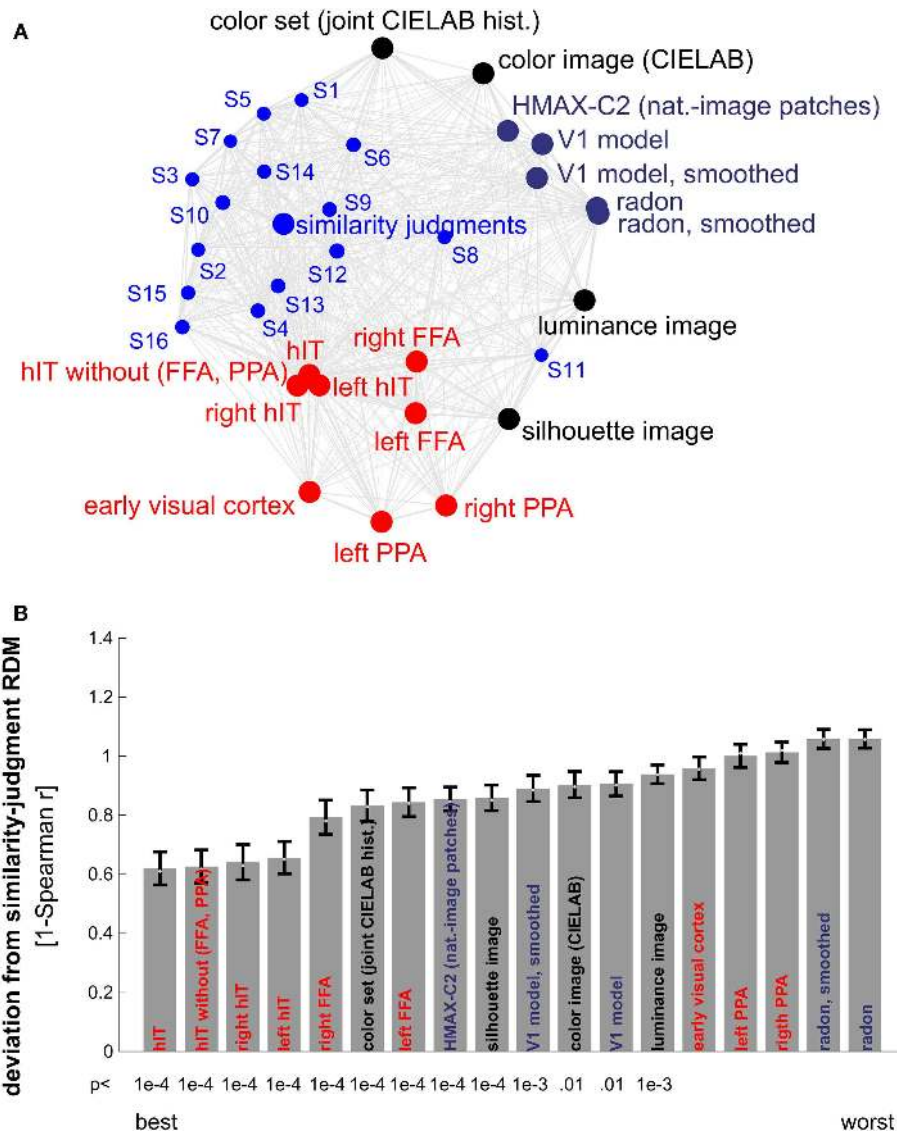 A
color set (joint CIELAB hist.)
color image (CIELAB)
HMAX-C2 (nat.-image patches)
V1 model
V1 model, smoothed
radon
radon, smoothed
S1
S5
S7
S6
S14
S3
S9
S10
similarity judgments
S8
S2
S12
S15
S13
S4
S16
luminance image
right FFA
hIT
S11
hIT without (FFA, PPA)
left hIT
right hIT
left FFA
silhouette image
early visual cortex
right PPA
left PPA
B
deviation from similarity-judgment RDM
[1-Spearman r]
1.4
1.2
1
0.8
0.6
0.4
0.2
0
hIT
hIT without (FFA, PPA)
right hIT
left hIT
right FFA
color set (joint CIELAB hist.)
left FFA
HMAX-C2 (nat.-image patches)
silhouette image
V1 model, smoothed
color image (CIELAB)
V1 model
luminance image
early visual cortex
left PPA
rigth PPA
radon, smoothed
radon
p< 1e-4 1e-4 1e-4 1e-4 1e-4 1e-4 1e-4 1e-4 1e-4 1e-3 .01 .01 1e-3
best worst